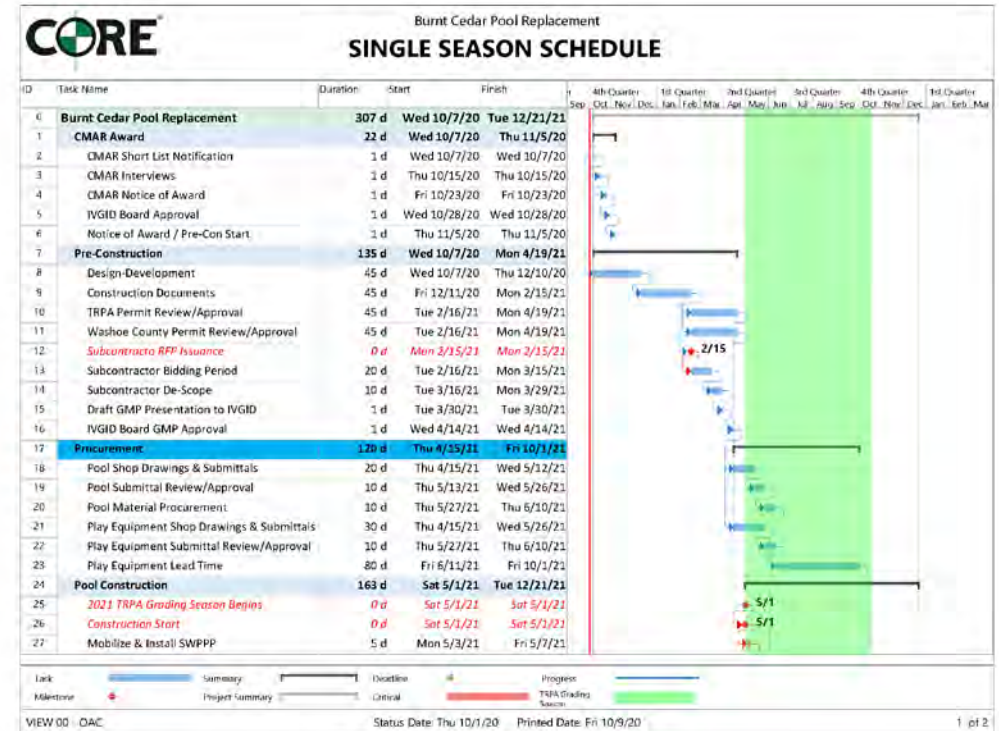 CORE
Burnt Cedar Pool Replacement
SINGLE SEASON SCHEDULE
ID Task Name Duration Start Finish 4th Quarter 1st Quarter 2nd Quarter 3rd Quarter 4th Quarter 1st Quarter
Sep Oct Nov Dec Jan Feb Mar Apr May Jun Jul Aug Sep Oct Nov Dec Jan Feb Mar
0 Burnt Cedar Pool Replacement 307 d Wed 10/7/20 Tue 12/21/21
1 CMAR Award 22 d Wed 10/7/20 Thu 11/5/20
2 CMAR Short List Notification 1 d Wed 10/7/20 Wed 10/7/20
3 CMAR Interviews 1 d Thu 10/15/20 Thu 10/15/20
4 CMAR Notice of Award 1 d Fri 10/23/20 Fri 10/23/20
5 IVGID Board Approval 1 d Wed 10/28/20 Wed 10/28/20
6 Notice of Award / Pre-Con Start 1 d Thu 11/5/20 Thu 11/5/20
7 Pre-Construction 135 d Wed 10/7/20 Mon 4/19/21
8 Design-Development 45 d Wed 10/7/20 Thu 12/10/20
9 Construction Documents 45 d Fri 12/11/20 Mon 2/15/21
10 TRPA Permit Review/Approval 45 d Tue 2/16/21 Mon 4/19/21
11 Washoe County Permit Review/Approval 45 d Tue 2/16/21 Mon 4/19/21
12 Subcontracto RFP Issuance 0 d Mon 2/15/21 Mon 2/15/21 2/15
13 Subcontractor Bidding Period 20 d Tue 2/16/21 Mon 3/15/21
14 Subcontractor De-Scope 10 d Tue 3/16/21 Mon 3/29/21
15 Draft GMP Presentation to IVGID 1 d Tue 3/30/21 Tue 3/30/21
16 IVGID Board GMP Approval 1 d Wed 4/14/21 Wed 4/14/21
17 Procurement 120 d Thu 4/15/21 Fri 10/1/21
18 Pool Shop Drawings & Submittals 20 d Thu 4/15/21 Wed 5/12/21
19 Pool Submittal Review/Approval 10 d Thu 5/13/21 Wed 5/26/21
20 Pool Material Procurement 10 d Thu 5/27/21 Thu 6/10/21
21 Play Equipment Shop Drawings & Submittals 30 d Thu 4/15/21 Wed 5/26/21
22 Play Equipment Submittal Review/Approval 10 d Thu 5/27/21 Thu 6/10/21
23 Play Equipment Lead Time 80 d Fri 6/11/21 Fri 10/1/21
24 Pool Construction 163 d Sat 5/1/21 Tue 12/21/21
25 2021 TRPA Grading Season Begins 0 d Sat 5/1/21 Sat 5/1/21 5/1
26 Construction Start 0 d Sat 5/1/21 Sat 5/1/21 5/1
27 Mobilize & Install SWPPP 5 d Mon 5/3/21 Fri 5/7/21
Task Summary Deadline Progress
Milestone Project Summary Critical TRPA Grading Season
VIEW 00 - OAC Status Date: Thu 10/1/20 Printed Date: Fri 10/9/20 1 of 2